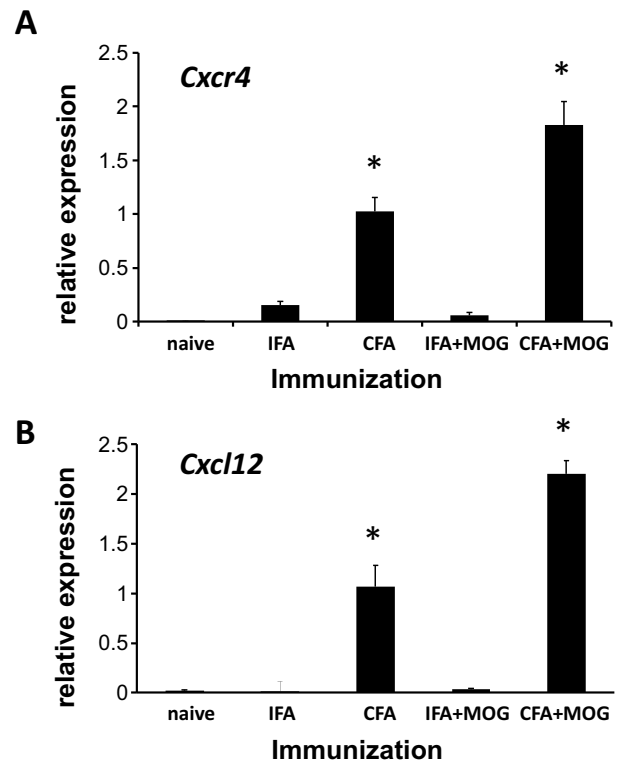 A
Cxcr4
relative expression
2.5
2
1.5
1
0.5
0
*
*
naive IFA CFA IFA+MOG CFA+MOG
Immunization
B
Cxcl12
relative expression
2.5
2
1.5
1
0.5
0
*
*
naive IFA CFA IFA+MOG CFA+MOG
Immunization